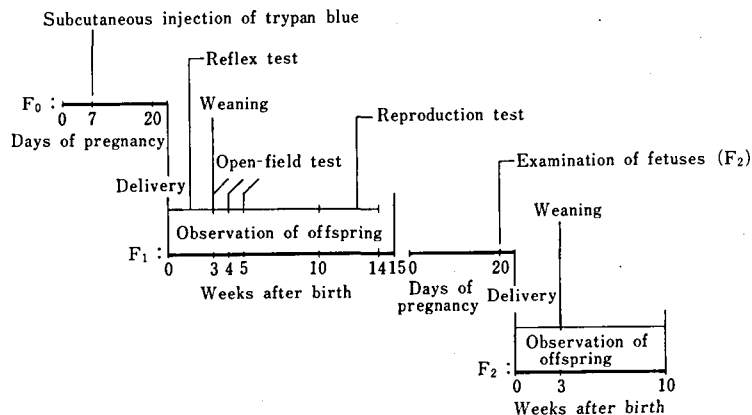 Subcutaneous injection of trypan blue
Reflex test
F₀ :
0 7 20
Weaning
Reproduction test
Days of pregnancy
Open-field test
Examination of fetuses (F₂)
Delivery
Weaning
Observation of offspring
F₁ :
0 3 4 5 10 14 15 0 20
Weeks after birth
Days of pregnancy
Delivery
Observation of offspring
F₂ :
0 3 10
Weeks after birth